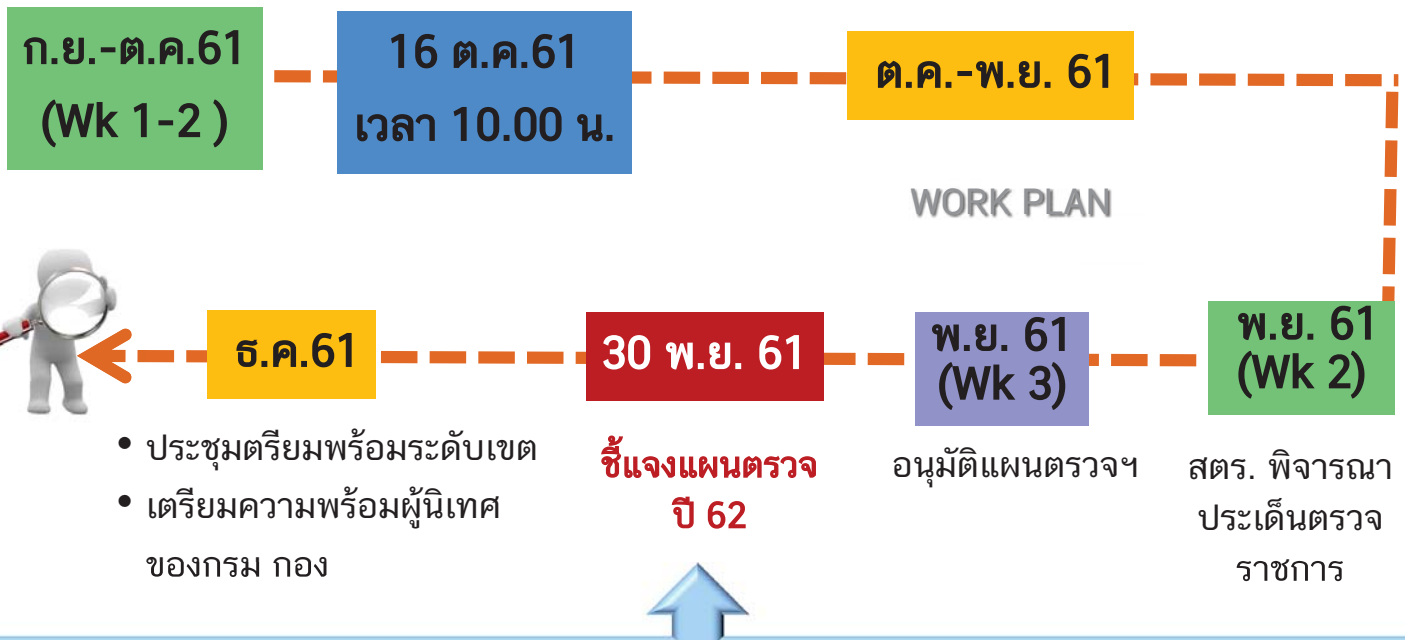 ก.ย.-ต.ค.61
(Wk 1-2 )
16 ต.ค.61
เวลา 10.00 น.
ต.ค.-พ.ย. 61
WORK PLAN
ธ.ค.61
30 พ.ย. 61
พ.ย. 61
(Wk 3)
พ.ย. 61
(Wk 2)
• ประชุมตรียมพร้อมระดับเขต
• เตรียมความพร้อมผู้นิเทศ
ของกรม กอง
ชี้แจงแผนตรวจ
ปี 62
อนุมัติแผนตรวจฯ
สตร. พิจารณา
ประเด็นตรวจ
ราชการ